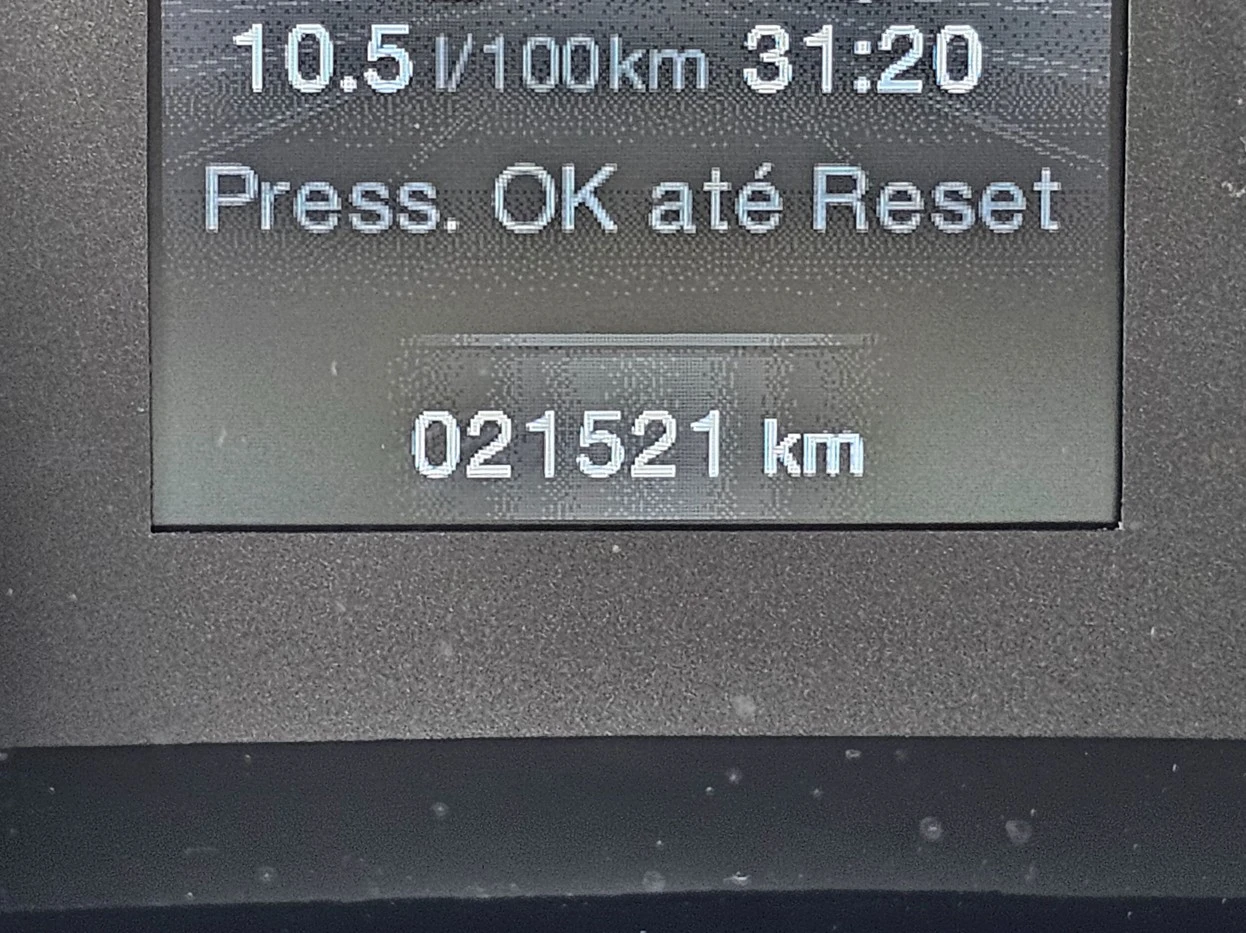 10.5 l/100km 31:20
Press. OK até Reset
021521 km